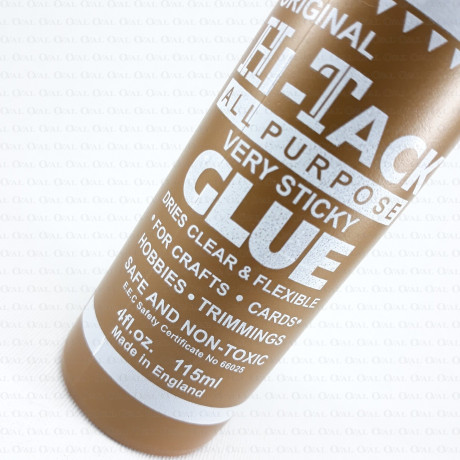 ORIGINAL
HI-TACK
ALL PURPOSE
VERY STICKY
GLUE
DRIES CLEAR & FLEXIBLE
• FOR CRAFTS • CARDS •
HOBBIES • TRIMMINGS
SAFE AND NON-TOXIC
E.E.C Safety Certificate No 66025
4fl.oz. 115ml
Made in England